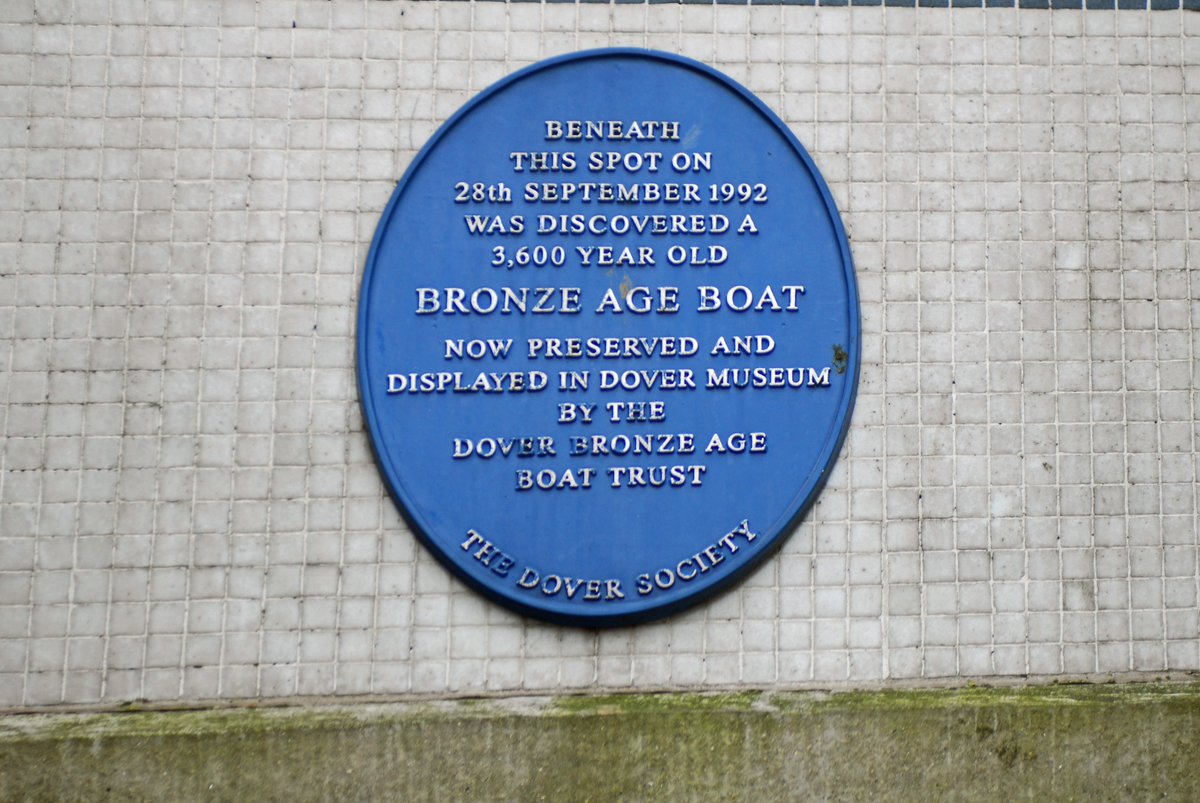 BENEATH
THIS SPOT ON
28th SEPTEMBER 1992
WAS DISCOVERED A
3,600 YEAR OLD
BRONZE AGE BOAT
NOW PRESERVED AND
DISPLAYED IN DOVER MUSEUM
BY THE
DOVER BRONZE AGE
BOAT TRUST
THE DOVER SOCIETY